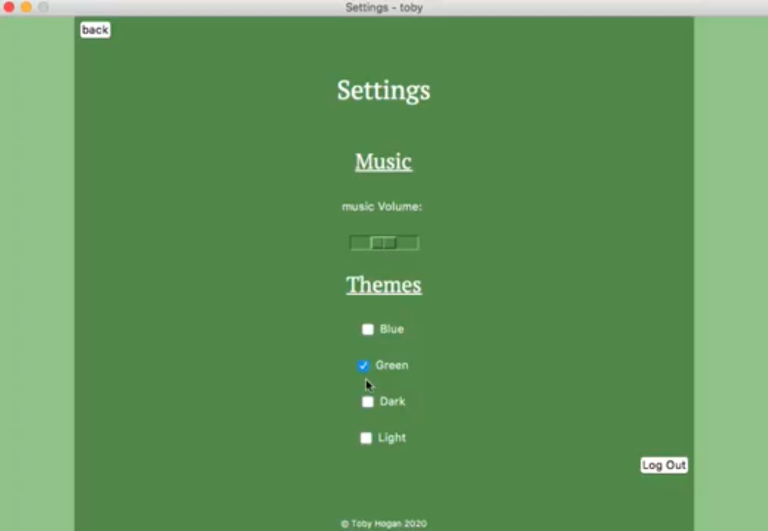 Settings - toby
back
Settings
Music
music Volume:
Themes
Blue
Green
Dark
Light
Log Out
© Toby Hogan 2020